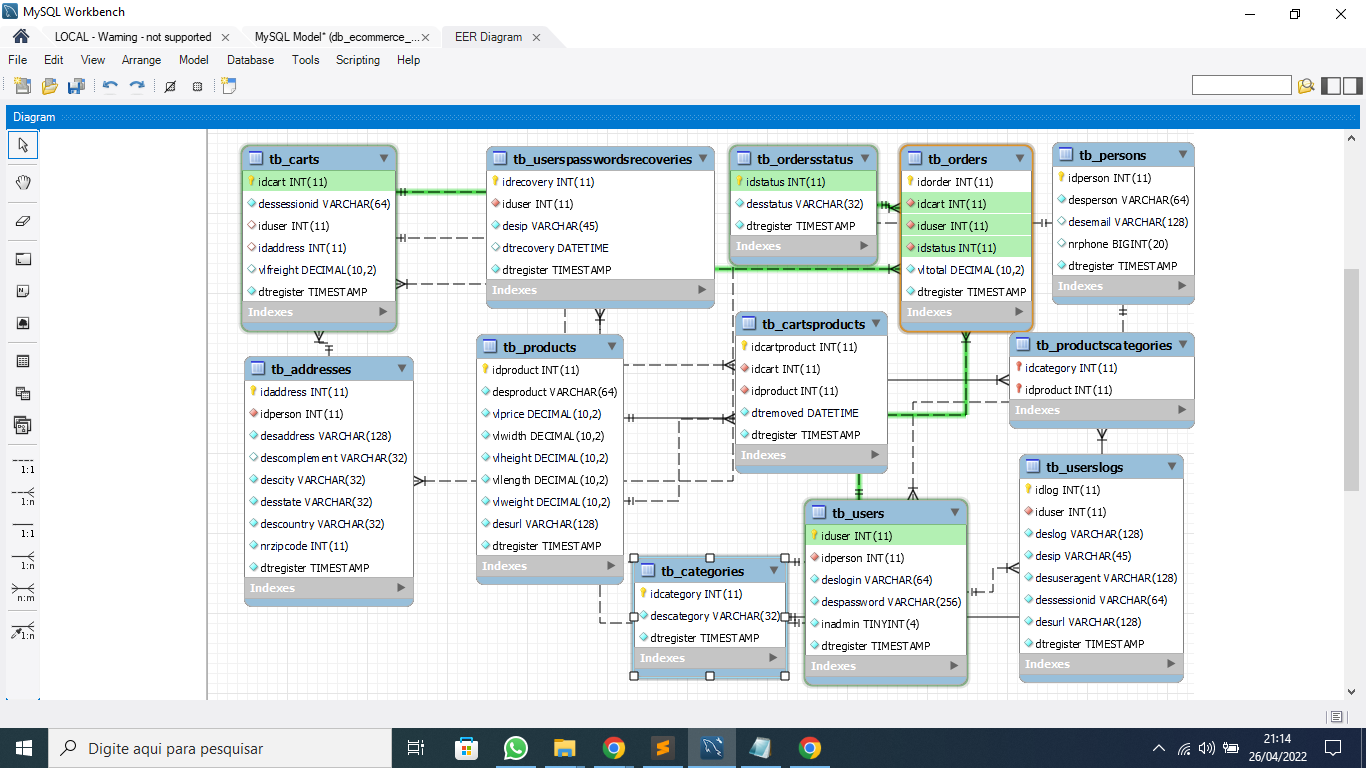 MySQL Workbench
LOCAL - Warning - not supported
MySQL Model* (db_ecommerce_...
EER Diagram
File Edit View Arrange Model Database Tools Scripting Help
Diagram
1:1
1:n
1:1
1:n
n:m
1:n
tb_carts
idcart INT(11)
dessessionid VARCHAR(64)
iduser INT(11)
idaddress INT(11)
vlfreight DECIMAL(10,2)
dtregister TIMESTAMP
Indexes
tb_userspasswordsrecoveries
idrecovery INT(11)
iduser INT(11)
desip VARCHAR(45)
dtrecovery DATETIME
dtregister TIMESTAMP
Indexes
tb_ordersstatus
idstatus INT(11)
desstatus VARCHAR(32)
dtregister TIMESTAMP
Indexes
tb_orders
idorder INT(11)
idcart INT(11)
iduser INT(11)
idstatus INT(11)
vltotal DECIMAL(10,2)
dtregister TIMESTAMP
Indexes
tb_persons
idperson INT(11)
desperson VARCHAR(64)
desemail VARCHAR(128)
nrphone BIGINT(20)
dtregister TIMESTAMP
Indexes
tb_addresses
idaddress INT(11)
idperson INT(11)
desaddress VARCHAR(128)
descomplement VARCHAR(32)
descity VARCHAR(32)
desstate VARCHAR(32)
descountry VARCHAR(32)
nrzipcode INT(11)
dtregister TIMESTAMP
Indexes
tb_products
idproduct INT(11)
desproduct VARCHAR(64)
vlprice DECIMAL(10,2)
vlwidth DECIMAL(10,2)
vlheight DECIMAL(10,2)
vllength DECIMAL(10,2)
vlweight DECIMAL(10,2)
desurl VARCHAR(128)
dtregister TIMESTAMP
Indexes
tb_cartsproducts
idcartproduct INT(11)
idcart INT(11)
idproduct INT(11)
dtremoved DATETIME
dtregister TIMESTAMP
Indexes
tb_productscategories
idcategory INT(11)
idproduct INT(11)
Indexes
tb_categories
idcategory INT(11)
descategory VARCHAR(32)
dtregister TIMESTAMP
Indexes
tb_users
iduser INT(11)
idperson INT(11)
deslogin VARCHAR(64)
despassword VARCHAR(256)
inadmin TINYINT(4)
dtregister TIMESTAMP
Indexes
tb_userslogs
idlog INT(11)
iduser INT(11)
deslog VARCHAR(128)
desip VARCHAR(45)
desuseragent VARCHAR(128)
dessessionid VARCHAR(64)
desurl VARCHAR(128)
dtregister TIMESTAMP
Indexes
Digite aqui para pesquisar
21:14
26/04/2022